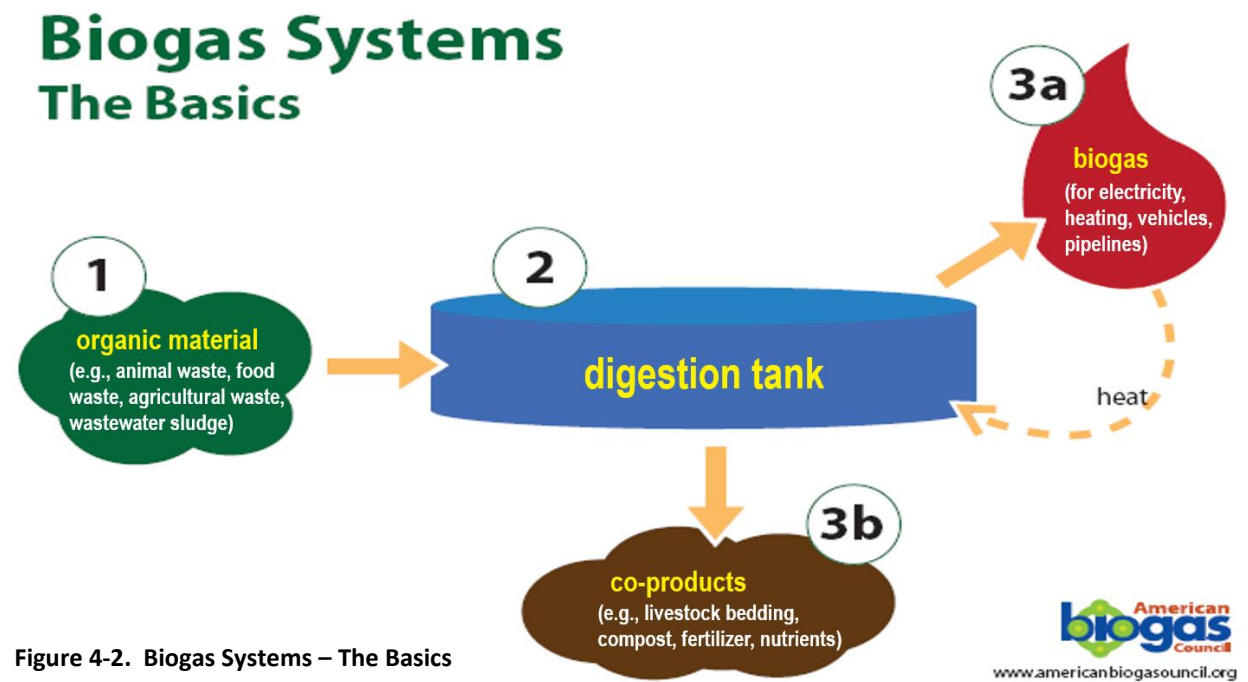 Biogas Systems
The Basics
1
organic material
(e.g., animal waste, food
waste, agricultural waste,
wastewater sludge)
2
digestion tank
3a
biogas
(for electricity,
heating, vehicles,
pipelines)
heat
3b
co-products
(e.g., livestock bedding,
compost, fertilizer, nutrients)
Figure 4-2.  Biogas Systems – The Basics
American
biogas
Council
www.americanbiogasouncil.org